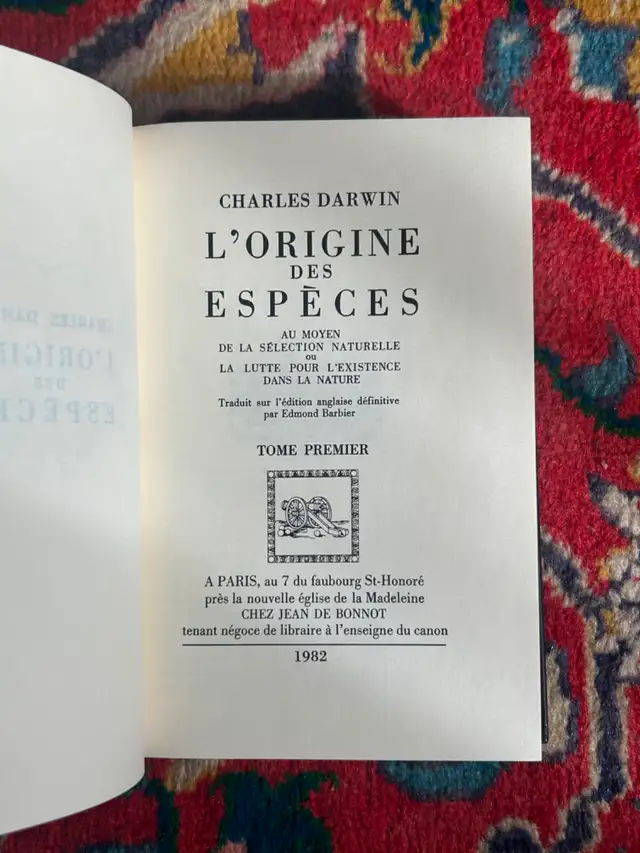 CHARLES DARWIN
L'ORIGINE
DES
ESPÈCES
AU MOYEN
DE LA SÉLECTION NATURELLE
ou
LA LUTTE POUR L'EXISTENCE
DANS LA NATURE
Traduit sur l'édition anglaise définitive
par Edmond Barbier
TOME PREMIER
A PARIS, au 7 du faubourg St-Honoré
près la nouvelle église de la Madeleine
CHEZ JEAN DE BONNOT
tenant négoce de libraire à l'enseigne du canon
1982